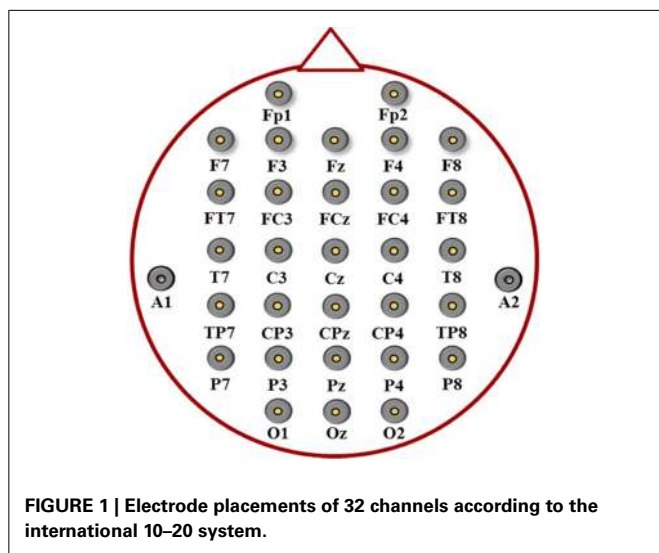 Fp1 Fp2
F7 F3 Fz F4 F8
FT7 FC3 FCz FC4 FT8
T7 C3 Cz C4 T8
A1 A2
TP7 CP3 CPz CP4 TP8
P7 P3 Pz P4 P8
O1 Oz O2
FIGURE 1 | Electrode placements of 32 channels according to the
international 10–20 system.